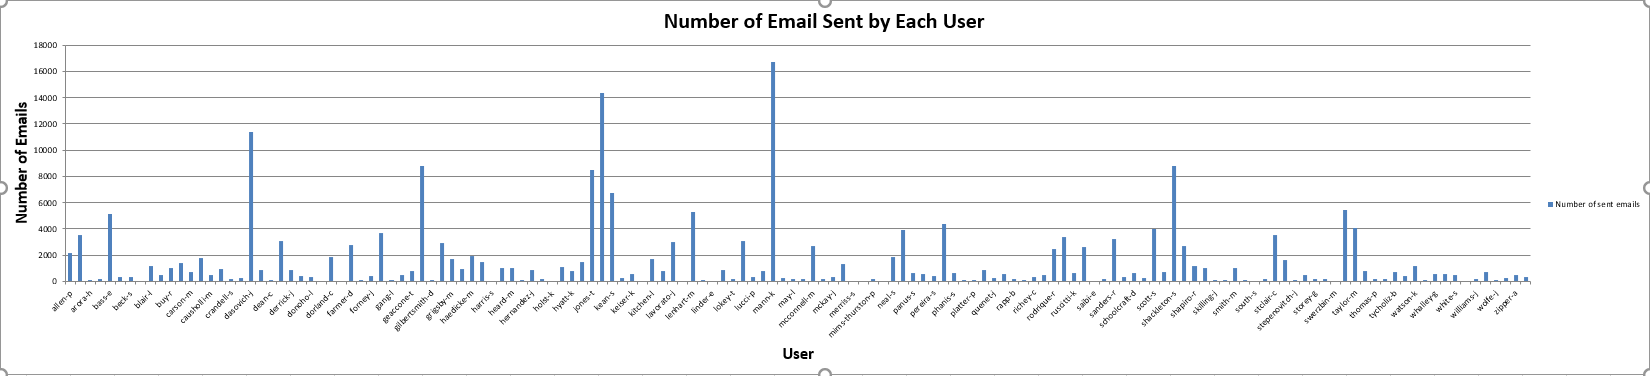 Number of Email Sent by Each User
Number of Emails
18000
16000
14000
12000
10000
8000
6000
4000
2000
0
allen-p
arora-h
bass-e
beck-s
blair-l
buy-r
carson-m
causholli-m
crandell-s
dasovich-j
dean-c
derrick-j
donoho-l
dorland-c
farmer-d
forney-j
gang-l
geaccone-t
gilbertsmith-d
grigsby-m
haedicke-m
harris-s
heard-m
hernandez-j
holst-k
hyatt-k
jones-t
kean-s
keiser-k
kitchen-l
lavorato-j
lenhart-m
linder-e
lokey-t
lucci-p
mann-k
may-l
mcconnell-m
mckay-j
merriss-s
mims-thurston-p
neal-s
panus-s
pereira-s
phanis-s
platter-p
quenet-j
rapp-b
richey-c
rodrique-r
ruscitti-k
saibi-e
sanders-r
schoolcraft-d
scott-s
shackleton-s
shapiro-r
skilling-j
smith-m
south-s
stclair-c
stepenovitch-j
storey-g
swerzbin-m
taylor-m
thomas-p
tycholiz-b
watson-k
whalley-g
white-s
williams-j
wolfe-j
zipper-a
User
Number of sent emails